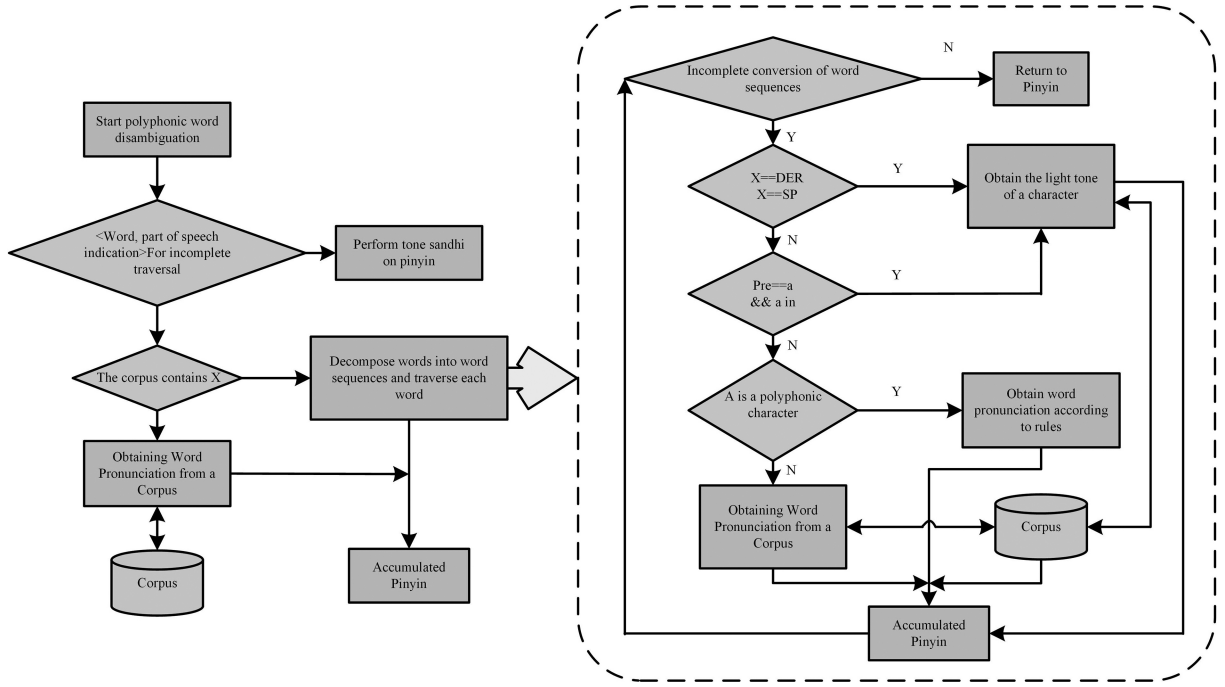 Start polyphonic word
disambiguation
<Word, part of speech
indication>For incomplete
traversal
Perform tone sandhi
on pinyin
The corpus contains X
Decompose words into word
sequences and traverse each
word
Obtaining Word
Pronunciation from a
Corpus
Corpus
Accumulated
Pinyin
Incomplete conversion of word
sequences
N
Return to
Pinyin
Y
X==DER
X==SP
Y
Obtain the light tone
of a character
N
Pre==a
&& a in
Y
N
A is a polyphonic
character
Y
Obtain word
pronunciation according
to rules
N
Obtaining Word
Pronunciation from a
Corpus
Corpus
Accumulated
Pinyin